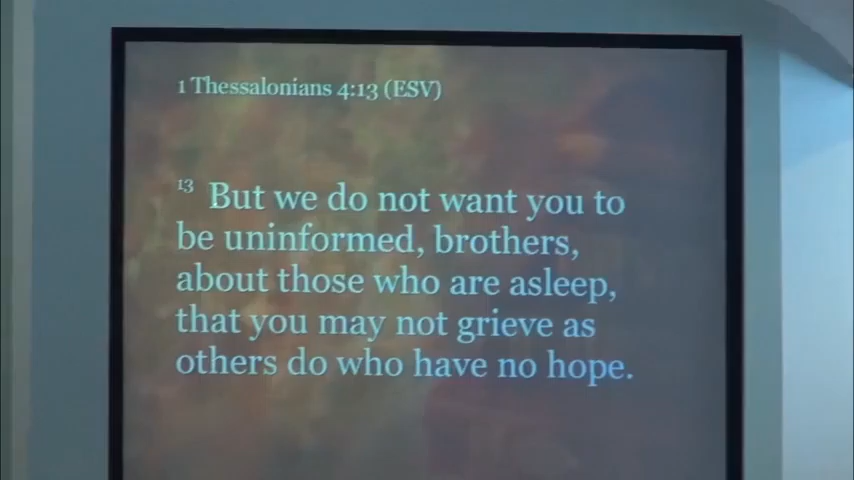 1 Thessalonians 4:13 (ESV)
13 But we do not want you to
be uninformed, brothers,
about those who are asleep,
that you may not grieve as
others do who have no hope.